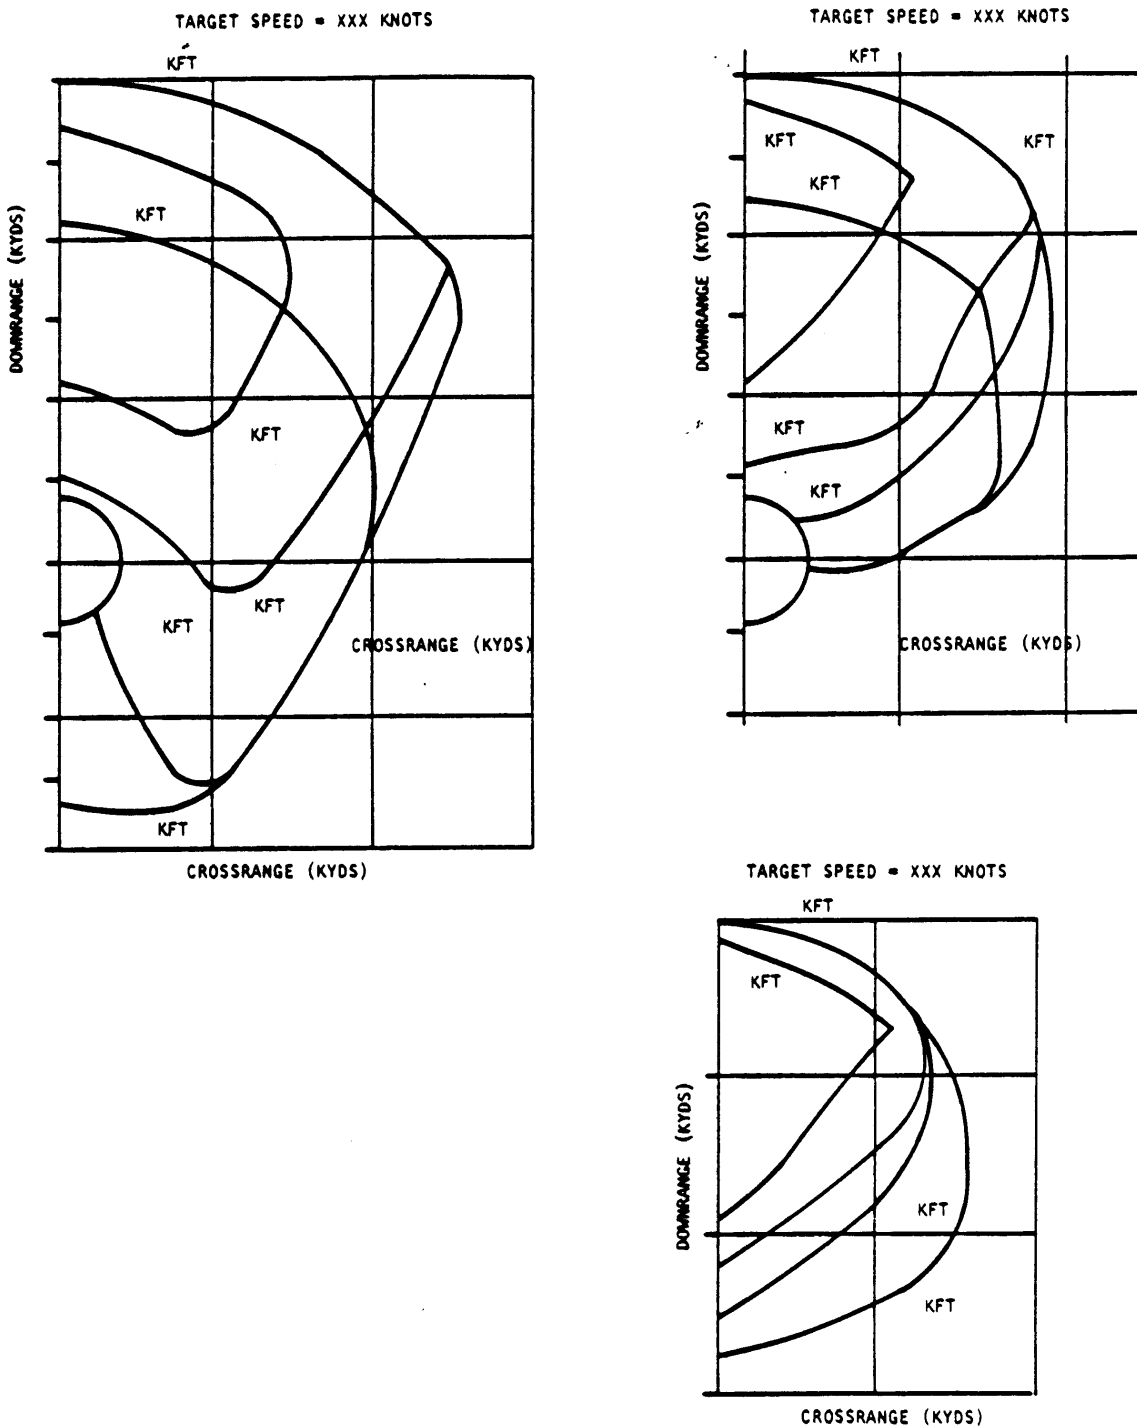 TARGET SPEED = XXX KNOTS
KFT
KFT
KFT
KFT
KFT
KFT
DOWNRANGE (KYDS)
CROSSRANGE (KYDS)
CROSSRANGE (KYDS)
TARGET SPEED = XXX KNOTS
KFT
KFT
KFT
KFT
KFT
KFT
DOWNRANGE (KYDS)
CROSSRANGE (KYDS)
TARGET SPEED = XXX KNOTS
KFT
KFT
KFT
KFT
DOWNRANGE (KYDS)
CROSSRANGE (KYDS)